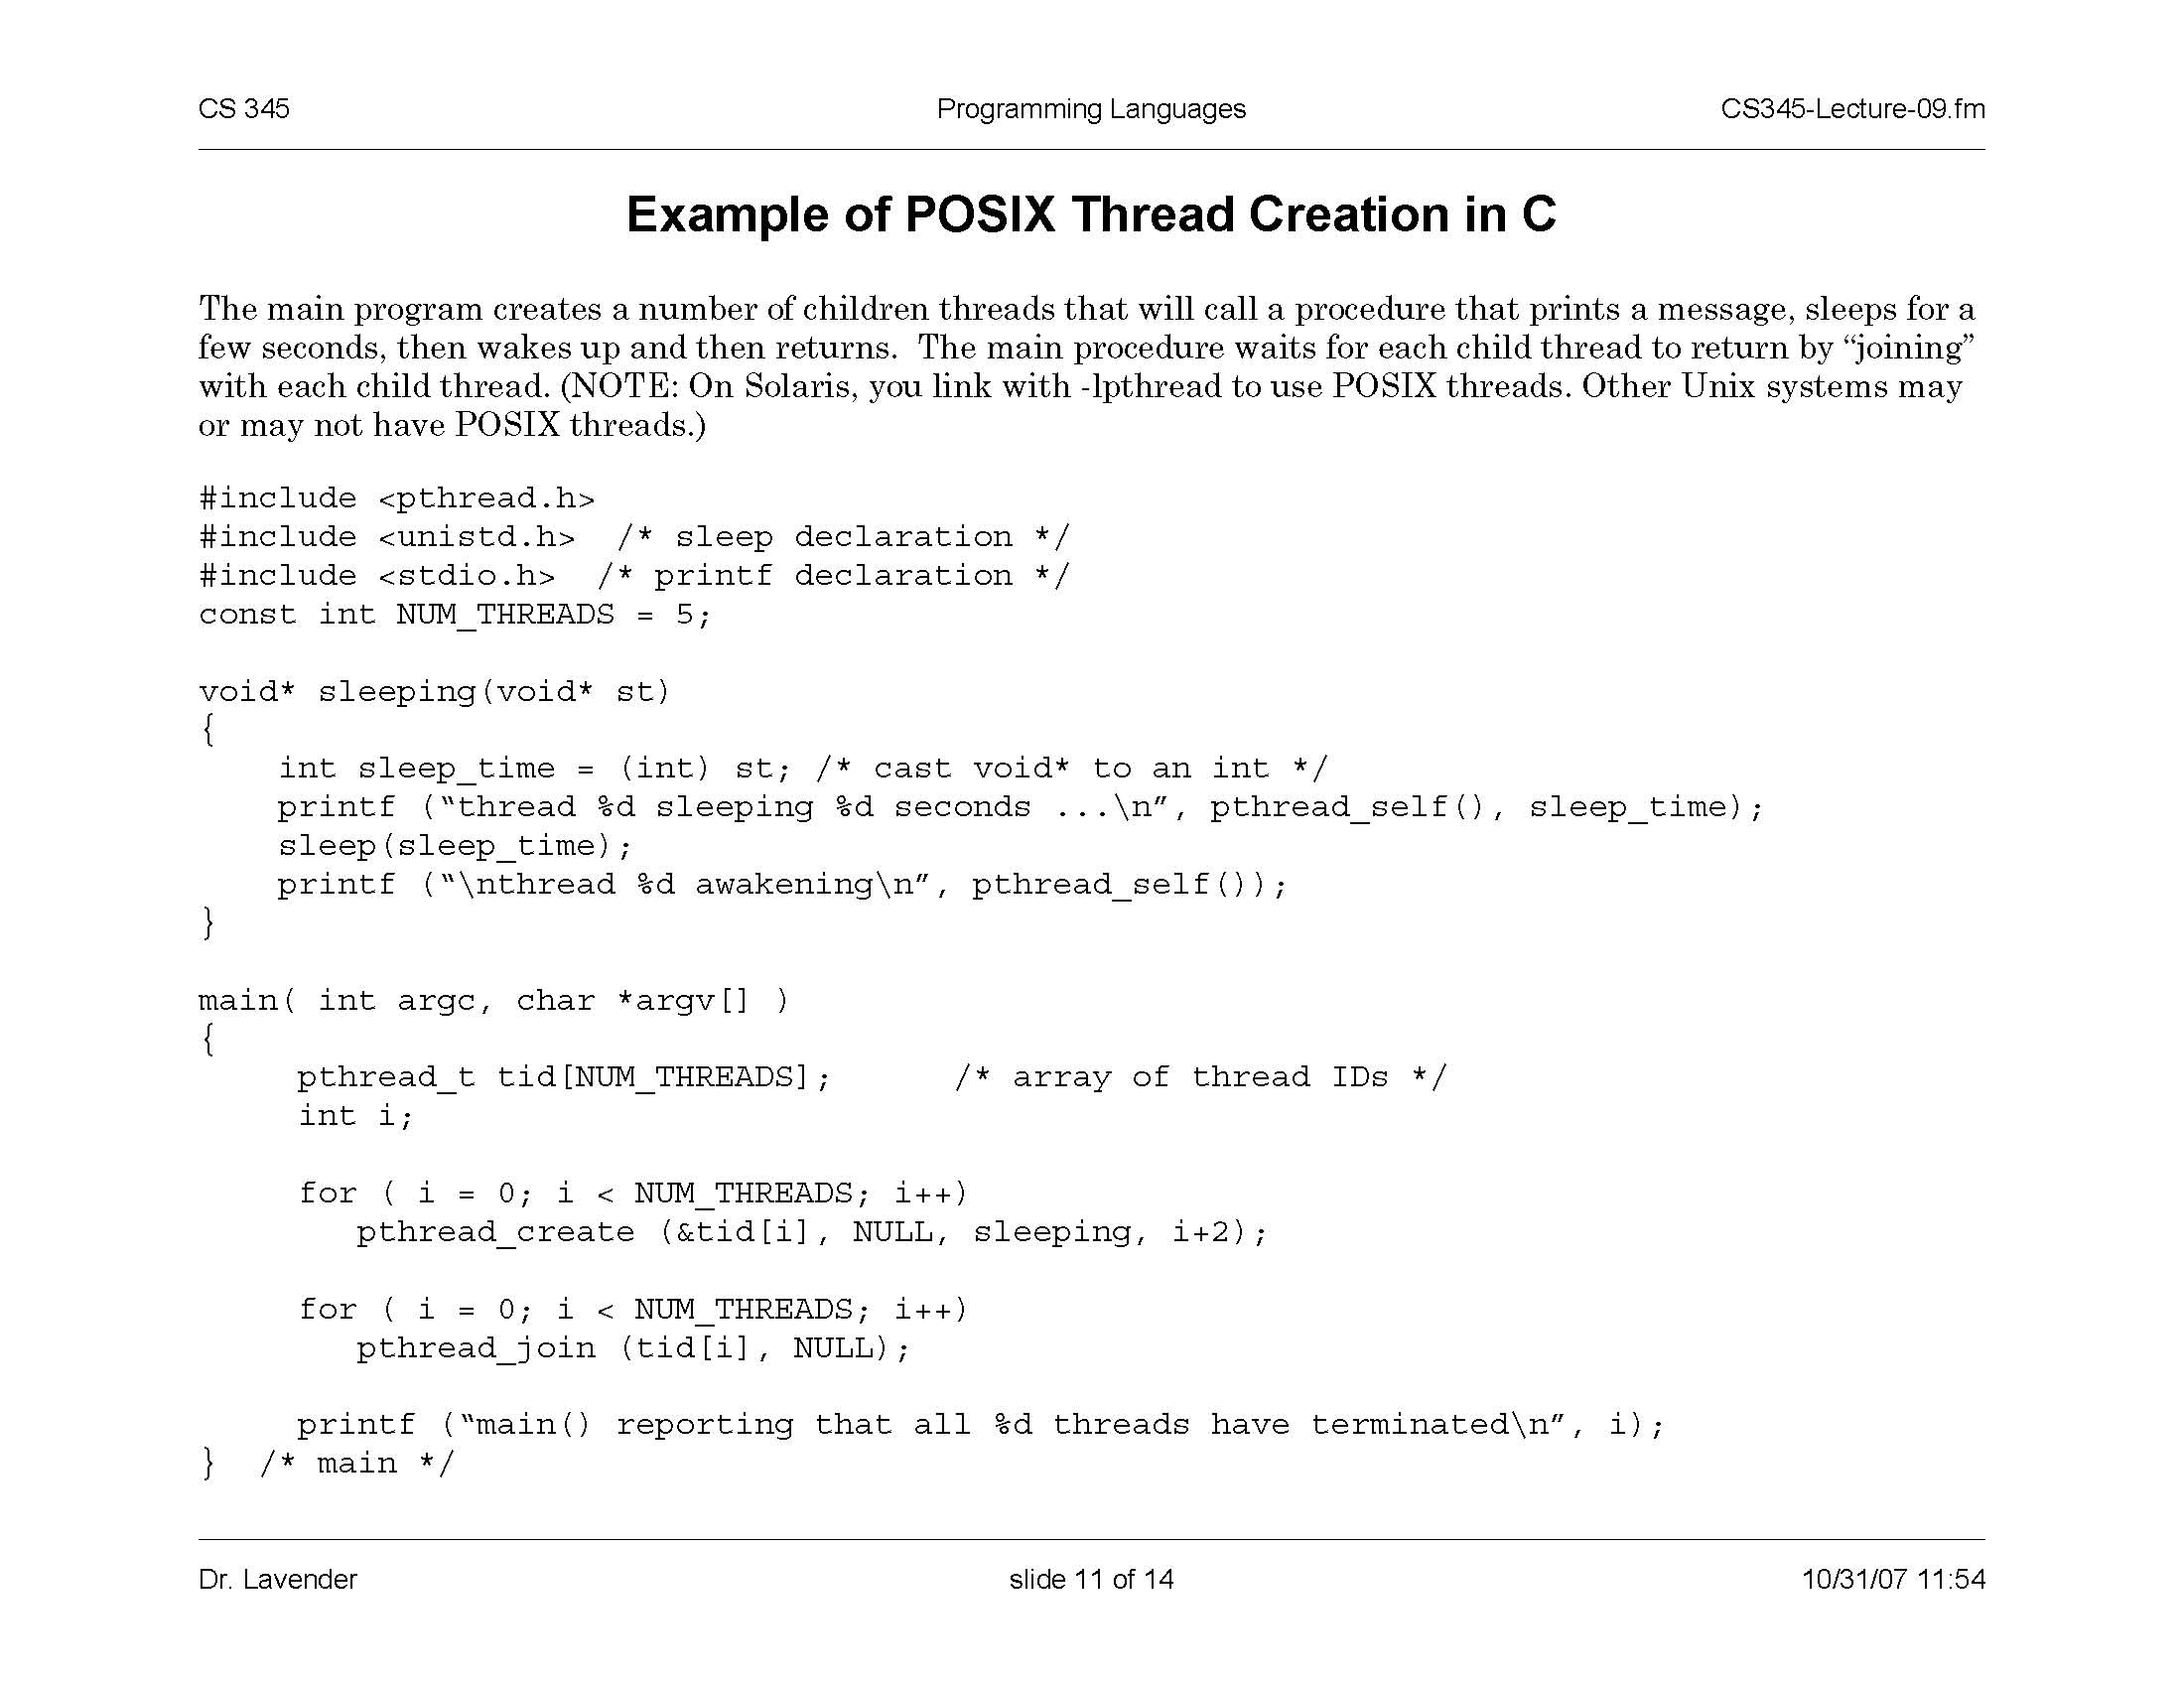 CS 345 Programming Languages CS345-Lecture-09.fm
Example of POSIX Thread Creation in C
The main program creates a number of children threads that will call a procedure that prints a message, sleeps for a
few seconds, then wakes up and then returns.  The main procedure waits for each child thread to return by “joining”
with each child thread. (NOTE: On Solaris, you link with -lpthread to use POSIX threads. Other Unix systems may
or may not have POSIX threads.)
#include <pthread.h>
#include <unistd.h>  /* sleep declaration */
#include <stdio.h>  /* printf declaration */
const int NUM_THREADS = 5;
void* sleeping(void* st)
{
    int sleep_time = (int) st; /* cast void* to an int */
    printf (“thread %d sleeping %d seconds ...\n”, pthread_self(), sleep_time);
    sleep(sleep_time);
    printf (“\nthread %d awakening\n”, pthread_self());
}
main( int argc, char *argv[] )
{
     pthread_t tid[NUM_THREADS];      /* array of thread IDs */
     int i;
     for ( i = 0; i < NUM_THREADS; i++)
        pthread_create (&tid[i], NULL, sleeping, i+2);
     for ( i = 0; i < NUM_THREADS; i++)
        pthread_join (tid[i], NULL);
     printf (“main() reporting that all %d threads have terminated\n”, i);
}  /* main */
Dr. Lavender slide 11 of 14 10/31/07 11:54